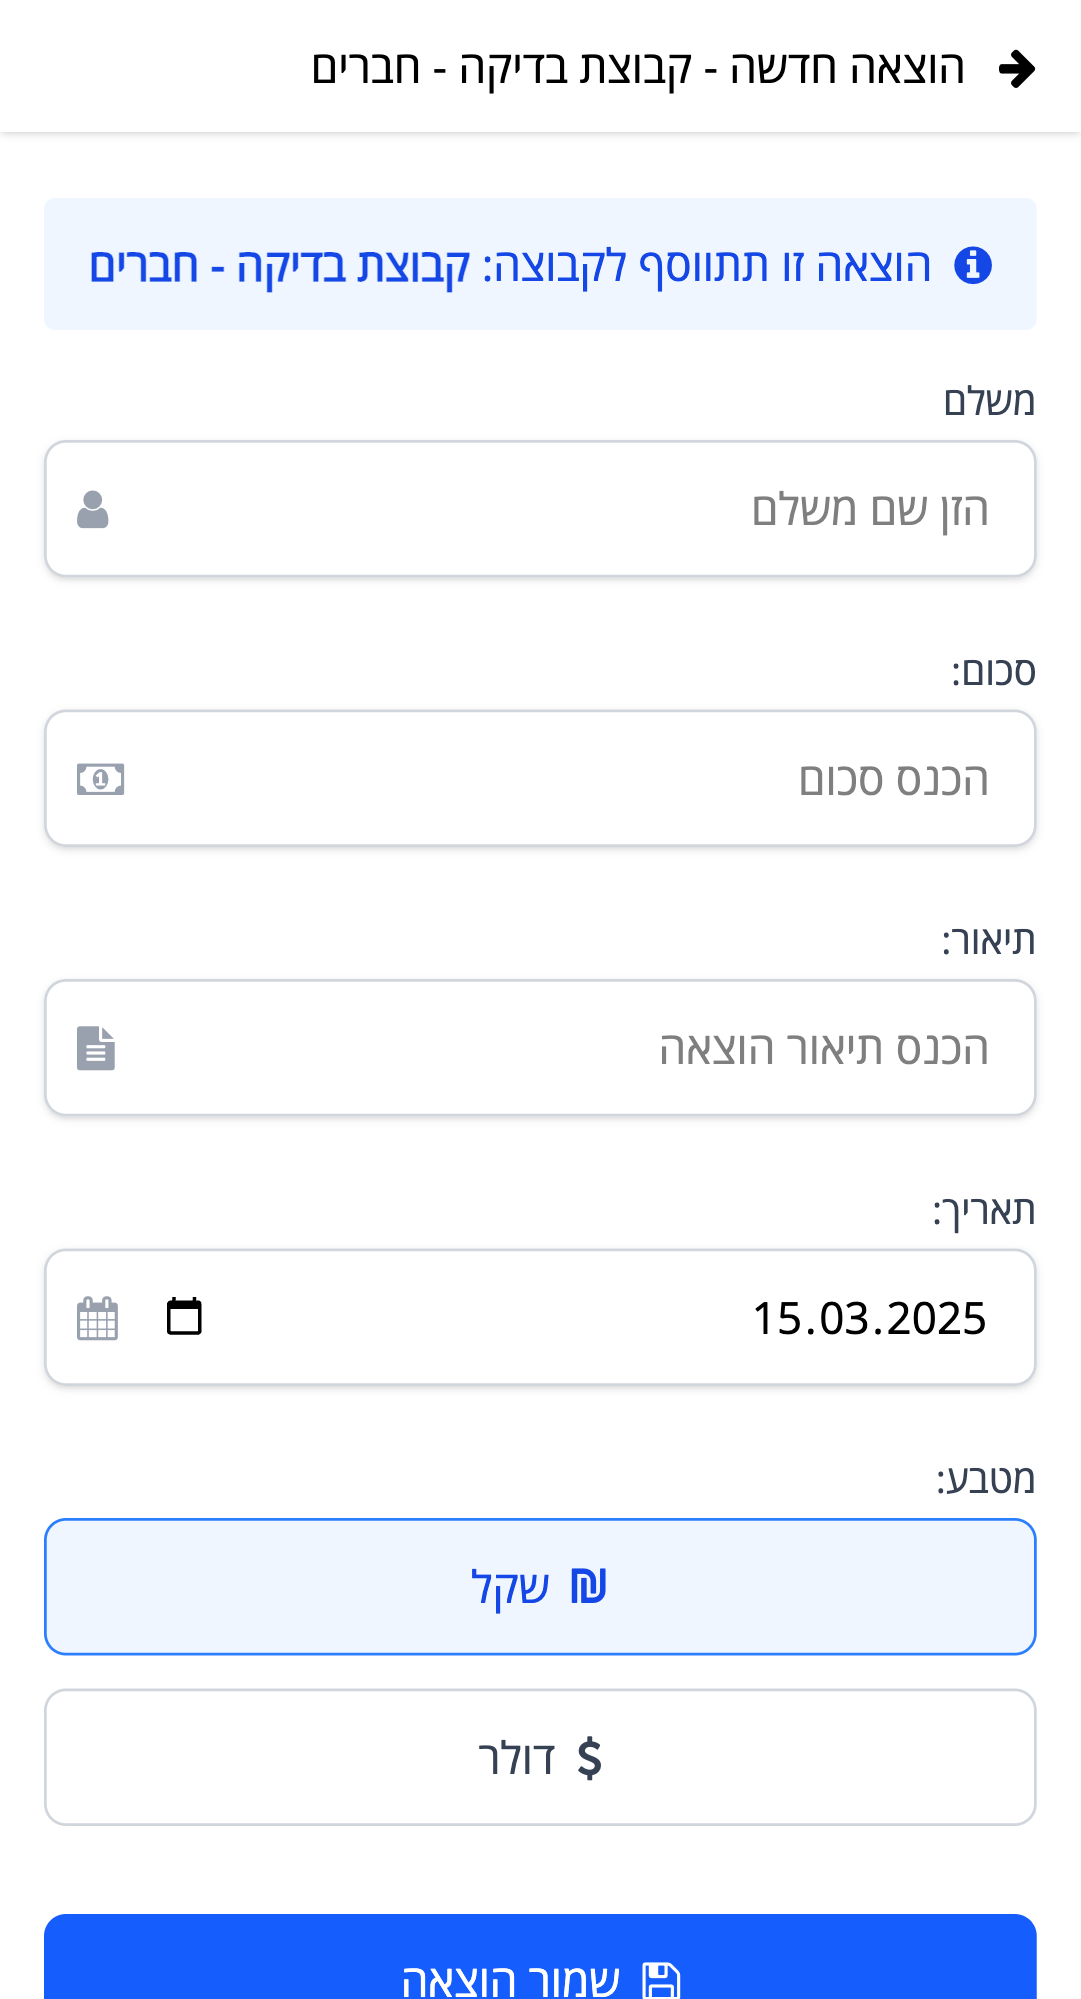 הוצאה חדשה - קבוצת בדיקה - חברים
הוצאה זו תתווסף לקבוצה: קבוצת בדיקה - חברים
משלם
הזן שם משלם
סכום:
הכנס סכום
תיאור:
הכנס תיאור הוצאה
תאריך:
15.03.2025
מטבע:
₪ שקל
$ דולר
שמור הוצאה